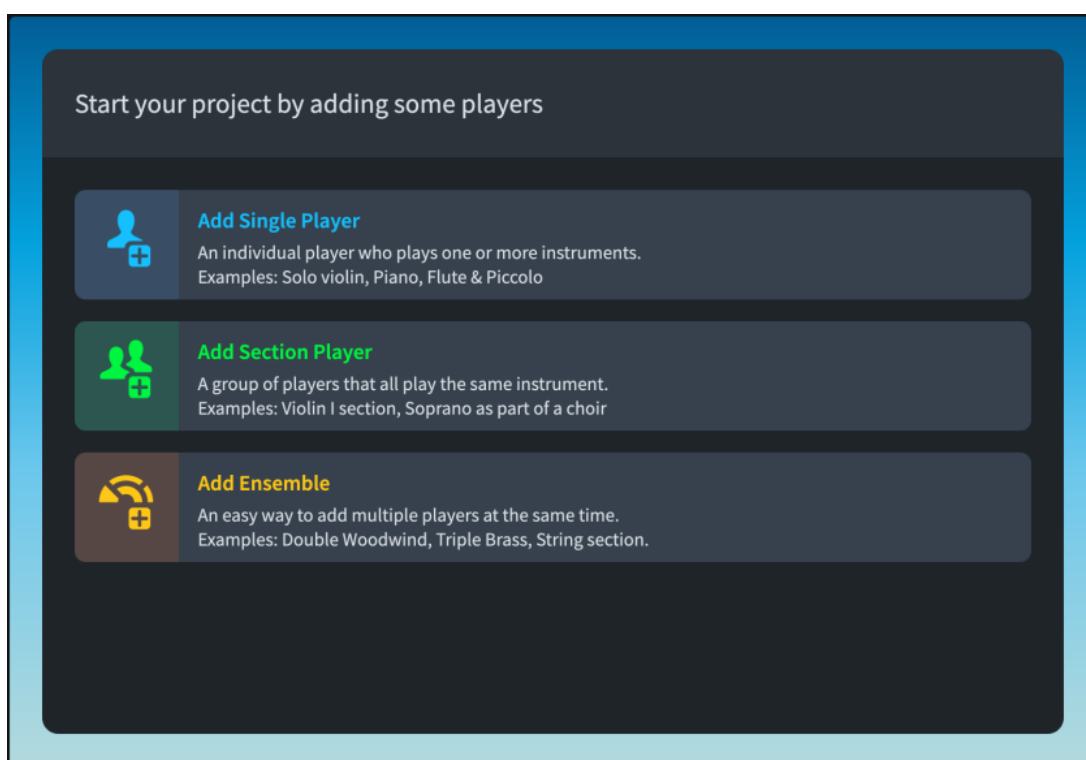 Start your project by adding some players
Add Single Player
An individual player who plays one or more instruments.
Examples: Solo violin, Piano, Flute & Piccolo
Add Section Player
A group of players that all play the same instrument.
Examples: Violin I section, Soprano as part of a choir
Add Ensemble
An easy way to add multiple players at the same time.
Examples: Double Woodwind, Triple Brass, String section.